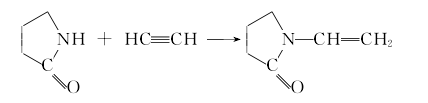 NH + HC≡CH ⟶ N—CH=CH₂
C C
O O